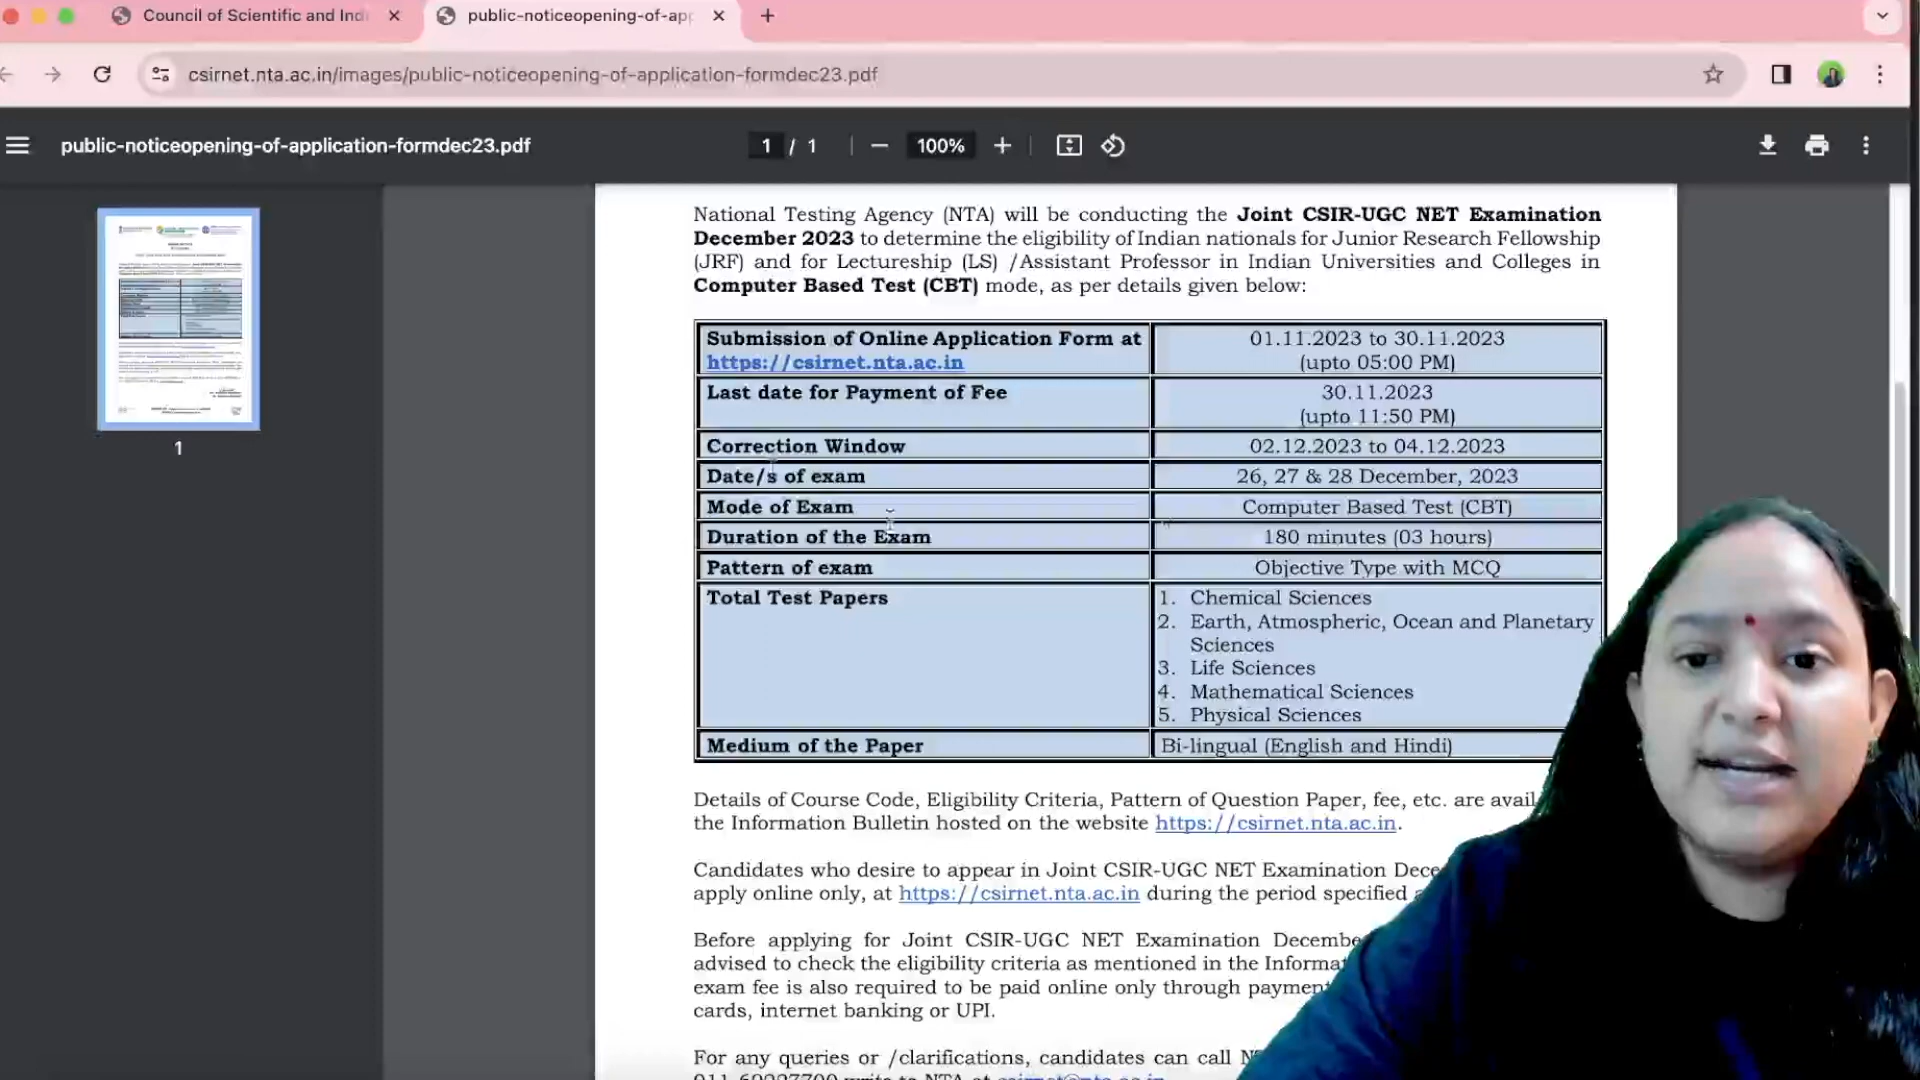 Council of Scientific and Ind
public-noticeopening-of-ap
csirnet.nta.ac.in/images/public-noticeopening-of-application-formdec23.pdf
public-noticeopening-of-application-formdec23.pdf
1 / 1
100%
1
National Testing Agency (NTA) will be conducting the Joint CSIR-UGC NET Examination
December 2023 to determine the eligibility of Indian nationals for Junior Research Fellowship
(JRF) and for Lectureship (LS) /Assistant Professor in Indian Universities and Colleges in
Computer Based Test (CBT) mode, as per details given below:
Submission of Online Application Form at
https://csirnet.nta.ac.in
01.11.2023 to 30.11.2023
(upto 05:00 PM)
Last date for Payment of Fee
30.11.2023
(upto 11:50 PM)
Correction Window
02.12.2023 to 04.12.2023
Date/s of exam
26, 27 & 28 December, 2023
Mode of Exam
Computer Based Test (CBT)
Duration of the Exam
180 minutes (03 hours)
Pattern of exam
Objective Type with MCQ
Total Test Papers
1. Chemical Sciences
2. Earth, Atmospheric, Ocean and Planetary
Sciences
3. Life Sciences
4. Mathematical Sciences
5. Physical Sciences
Medium of the Paper
Bi-lingual (English and Hindi)
Details of Course Code, Eligibility Criteria, Pattern of Question Paper, fee, etc. are avail
the Information Bulletin hosted on the website https://csirnet.nta.ac.in.
Candidates who desire to appear in Joint CSIR-UGC NET Examination Dece
apply online only, at https://csirnet.nta.ac.in during the period specified
Before applying for Joint CSIR-UGC NET Examination Decembe
advised to check the eligibility criteria as mentioned in the Informa
exam fee is also required to be paid online only through payment
cards, internet banking or UPI.
For any queries or /clarifications, candidates can call N
write to NTA at